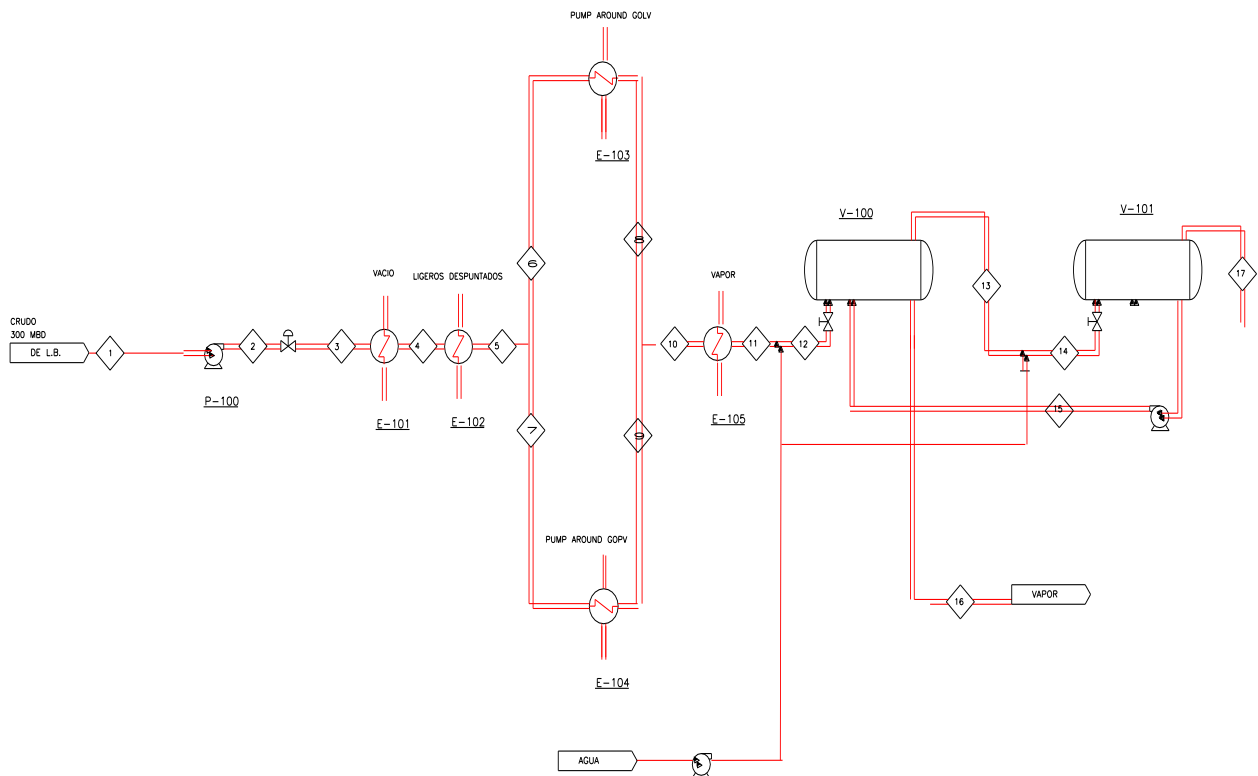 PUMP AROUND GOLV
E-103
V-100
V-101
6
8
13
17
VACIO
LIGEROS DESPUNTADOS
VAPOR
CRUDO
300 MBD
DE L.B.
1
2
3
4
5
10
11
12
14
P-100
E-101
E-102
E-105
15
7
9
PUMP AROUND GOPV
E-104
16
VAPOR
AGUA